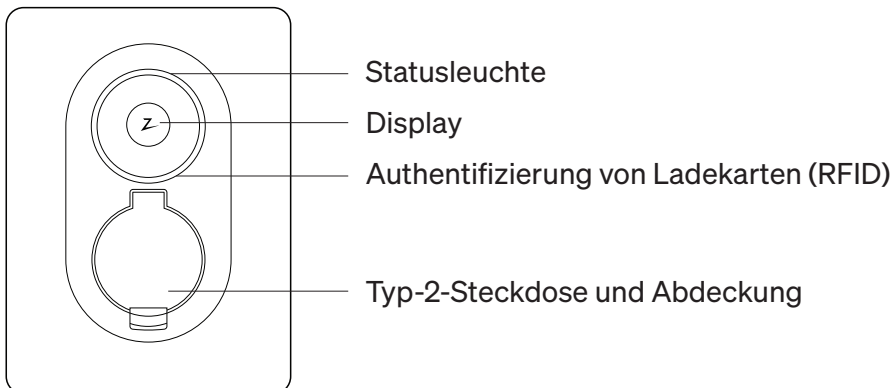 Statusleuchte
Display
Authentifizierung von Ladekarten (RFID)
Typ-2-Steckdose und Abdeckung